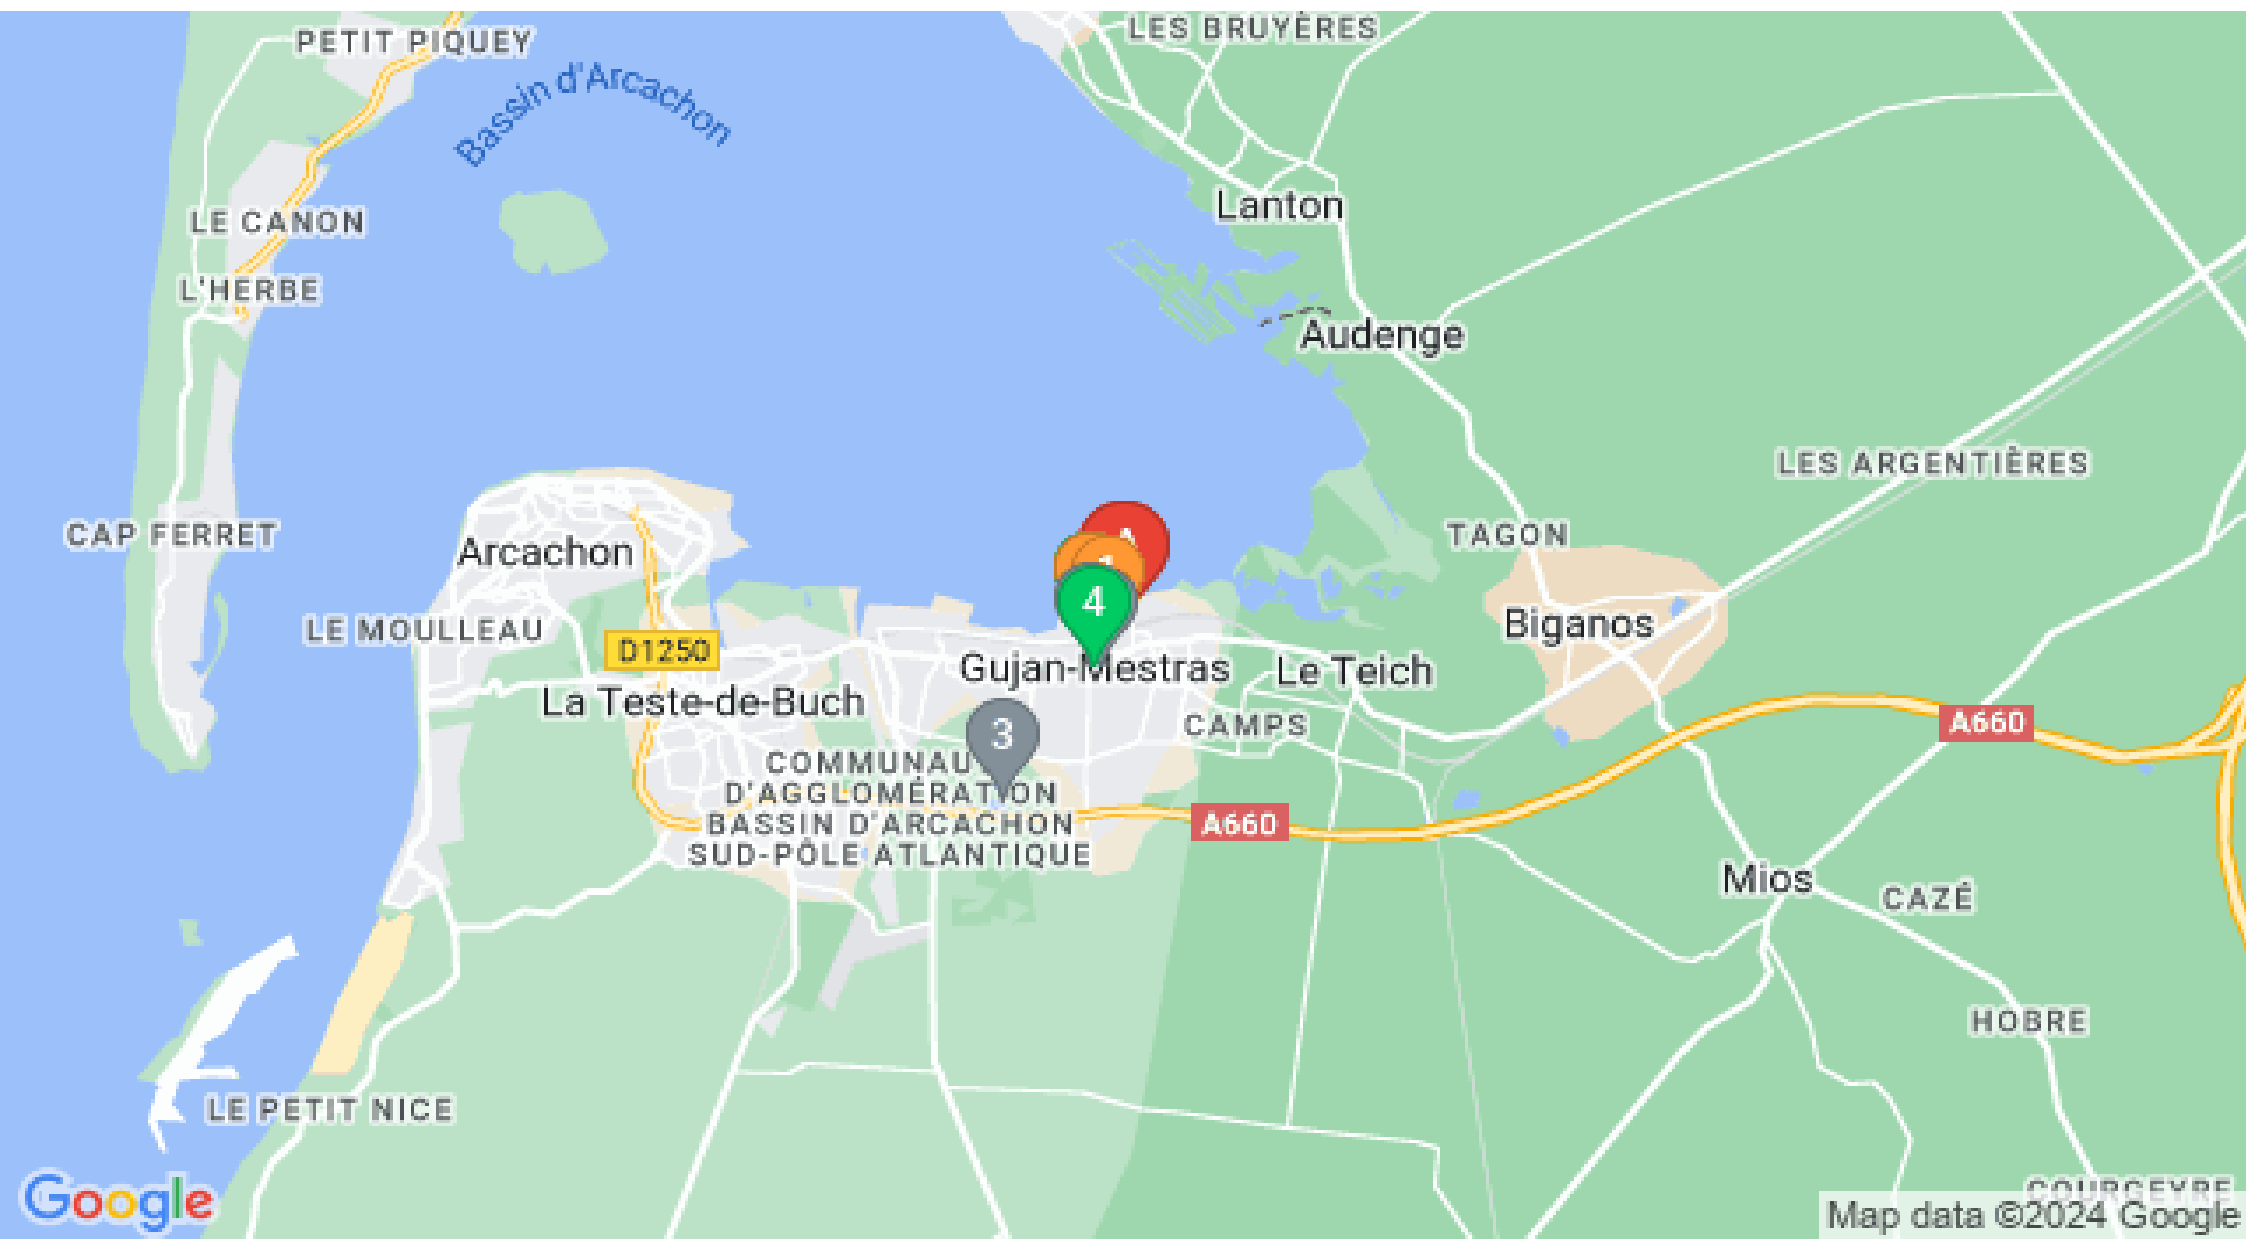 LES BRUYÈRES
PETIT PIQUEY
Bassin d'Arcachon
Lanton
LE CANON
L'HERBE
Audenge
LES ARGENTIÈRES
CAP FERRET
Arcachon
TAGON
4
LE MOULLEAU
D1250
Biganos
Gujan-Mestras
Le Teich
La Teste-de-Buch
CAMPS
A660
3
COMMUNAU
D'AGGLOMÉRATION
BASSIN D'ARCACHON
SUD-PÔLE ATLANTIQUE
A660
Mios
CAZÉ
HOBRE
LE PETIT NICE
COURGEYRE
Google
Map data ©2024 Google